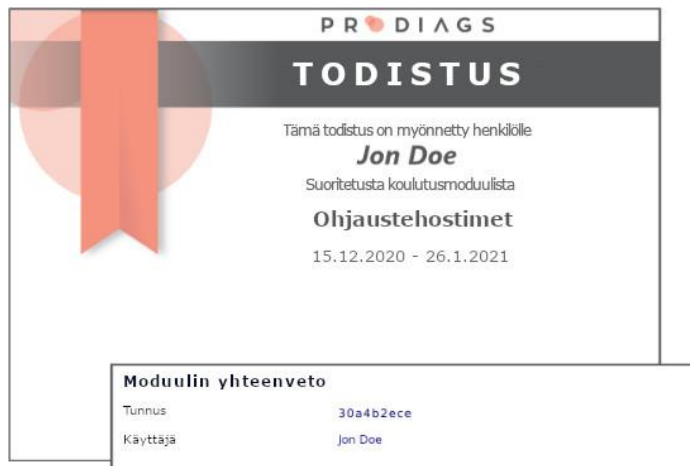 PRODIAGS
TODISTUS
Tämä todistus on myönnetty henkilölle
Jon Doe
Suoritetusta koulutusmoduulista
Ohjaustehostimet
15.12.2020 - 26.1.2021
Moduulin yhteenveto
Tunnus 30a4b2ece
Käyttäjä Jon Doe